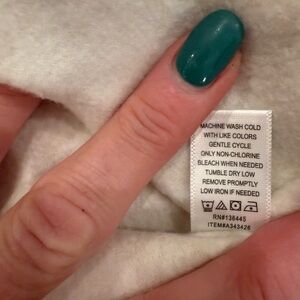 MACHINE WASH COLD
WITH LIKE COLORS
GENTLE CYCLE
ONLY NON-CHLORINE
BLEACH WHEN NEEDED
TUMBLE DRY LOW
REMOVE PROMPTLY
LOW IRON IF NEEDED
RN#136445
ITEM#A343426